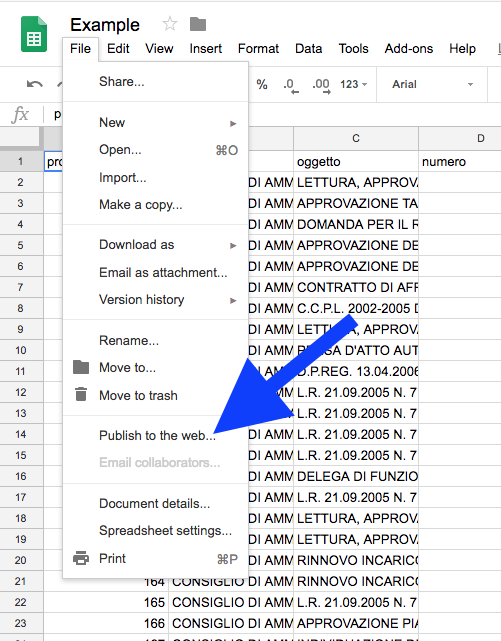 Example
File Edit View Insert Format Data Tools Add-ons Help
% .0 .00 123 Arial
fx p
C D
1 pro oggetto numero
2 DI AMM LETTURA, APPROVA
3 DI AMM APPROVAZIONE TA
4 DI AMM DOMANDA PER IL R
5 DI AMM APPROVAZIONE DE
6 DI AMM APPROVAZIONE DE
7 DI AMM CONTRATTO DI AFF
8 DI AMM C.C.P.L. 2002-2005 D
9 DI AMM APPROVA
10 DI AMM D'ATTO AUT
11 DI AMM D.P.REG. 13.04.2006
12 DI AMM L.R. 21.09.2005 N. 7
13 DI AMM L.R. 21.09.2005 N. 7
14 DI AMM L.R. 21.09.2005 N. 7
15 DI AMM L.R. 21.09.2005 N. 7
16 DI AMM DELEGA DI FUNZIO
17 DI AMM L.R. 21.09.2005 N. 7
18 DI AMM LETTURA, APPROVA
19 DI AMM LETTURA, APPROVA
20 DI AMM RINNOVO INCARICO
21 164 CONSIGLIO DI AMM RINNOVO INCARICO
22 165 CONSIGLIO DI AMM L.R. 21.09.2005 N. 7
23 166 CONSIGLIO DI AMM APPROVAZIONE PIA
Share...
New
Open... ⌘O
Import...
Make a copy...
Download as
Email as attachment...
Version history
Rename...
Move to...
Move to trash
Publish to the web...
Email collaborators...
Document details...
Spreadsheet settings...
Print ⌘P